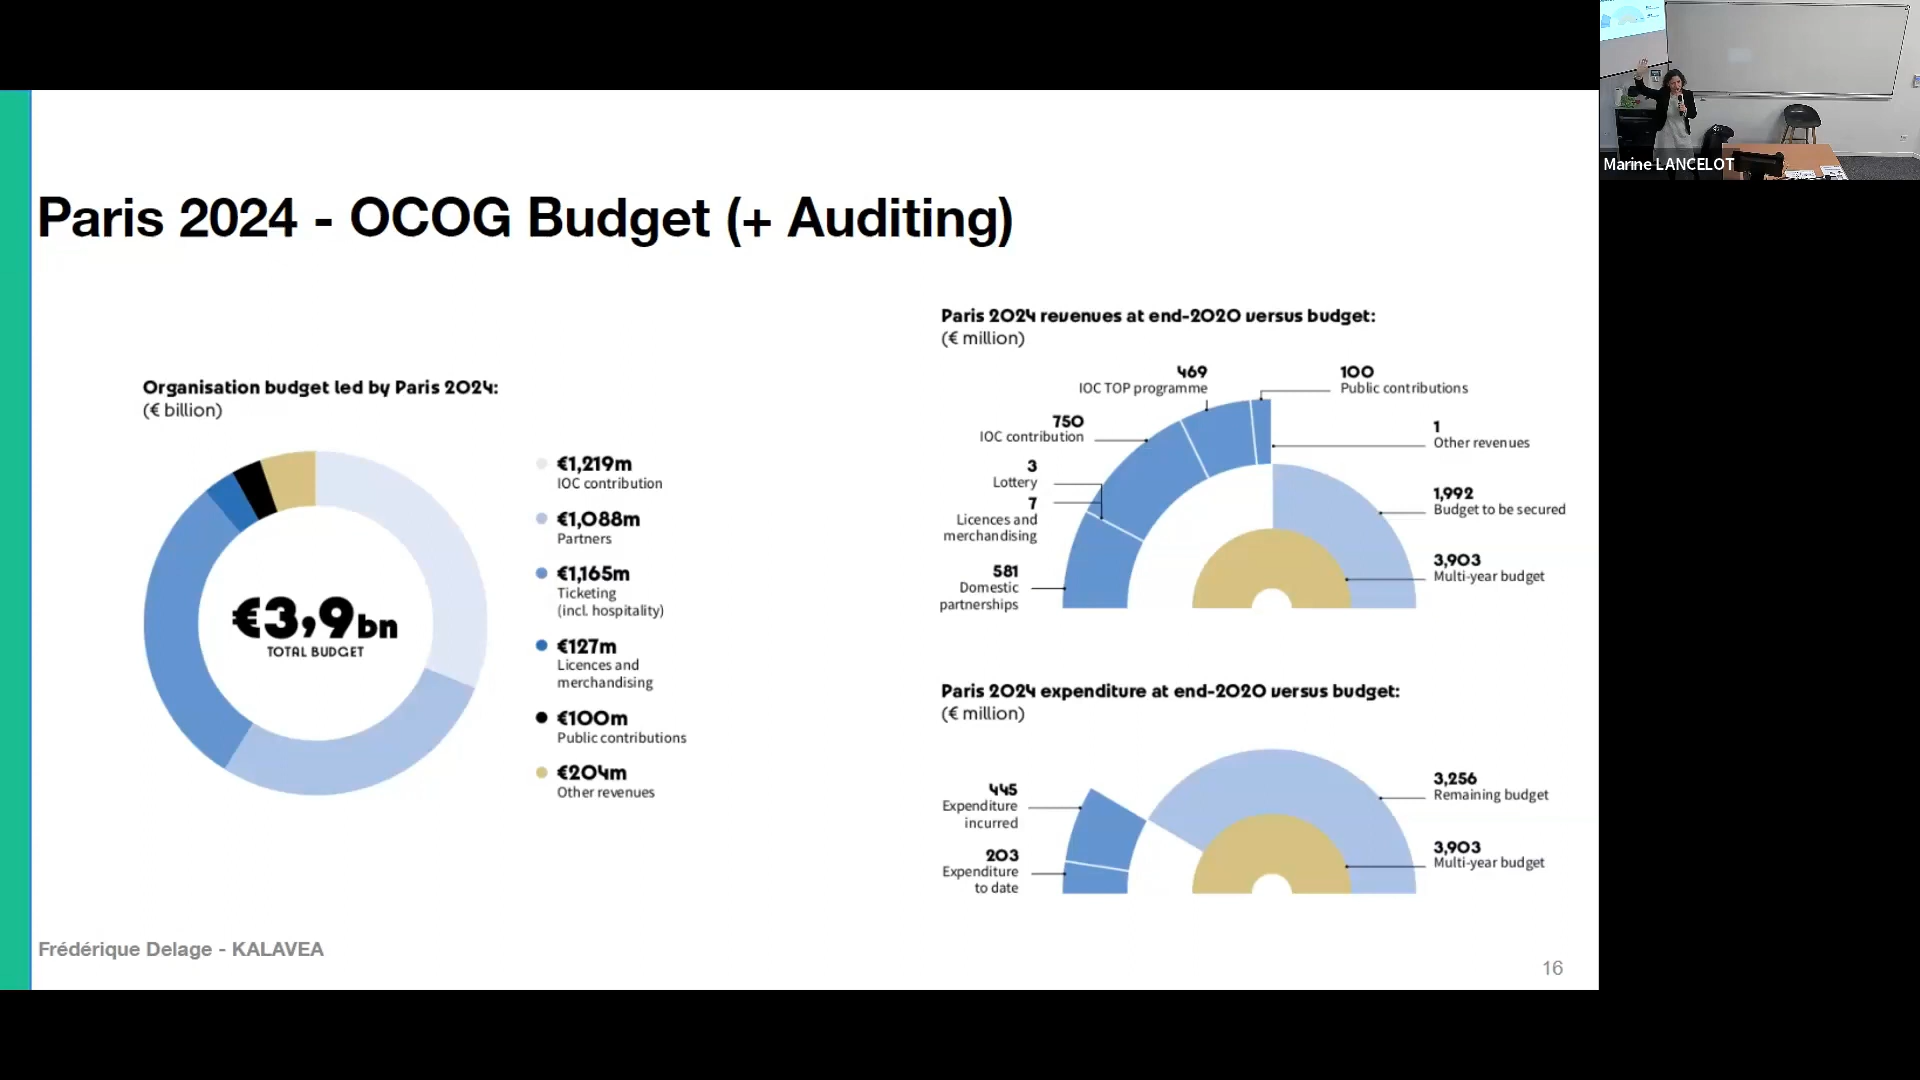 Marine LANCELOT
Paris 2024 - OCOG Budget (+ Auditing)
Organisation budget led by Paris 2024:
(€ billion)
€3,9bn
TOTAL BUDGET
€1,219m
IOC contribution
€1,088m
Partners
€1,165m
Ticketing
(incl. hospitality)
€127m
Licences and
merchandising
€100m
Public contributions
€204m
Other revenues
Paris 2024 revenues at end-2020 versus budget:
(€ million)
469
IOC TOP programme
100
Public contributions
750
IOC contribution
1
Other revenues
3
Lottery
7
Licences and
merchandising
1,992
Budget to be secured
581
Domestic
partnerships
3,903
Multi-year budget
Paris 2024 expenditure at end-2020 versus budget:
(€ million)
445
Expenditure
incurred
3,256
Remaining budget
203
Expenditure
to date
3,903
Multi-year budget
Frédérique Delage - KALAVEA
16